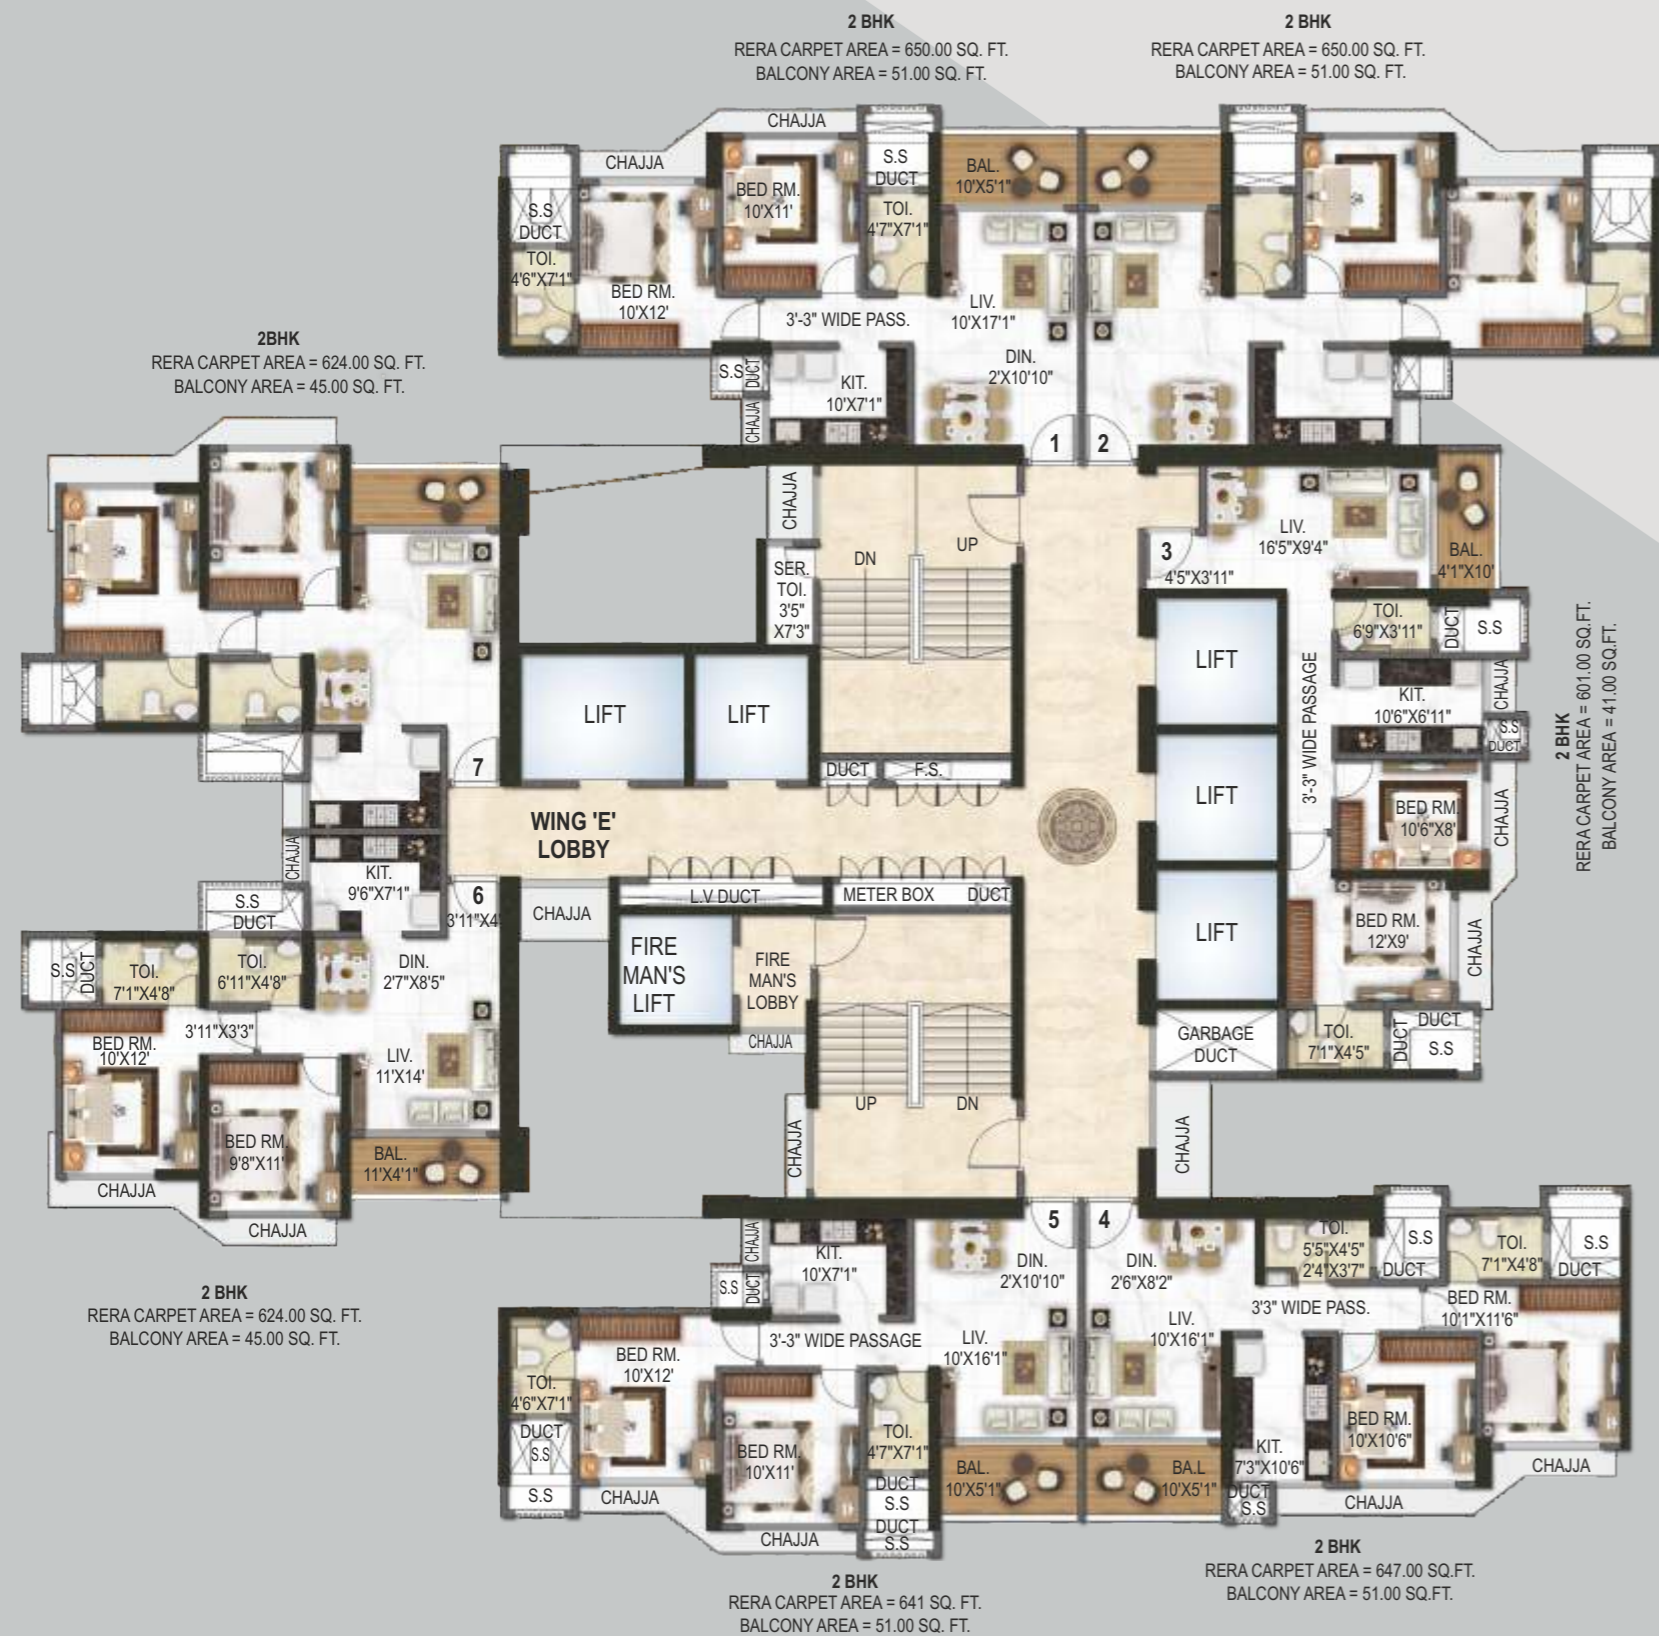 2 BHK
RERA CARPET AREA = 650.00 SQ. FT.
BALCONY AREA = 51.00 SQ. FT.
2 BHK
RERA CARPET AREA = 650.00 SQ. FT.
BALCONY AREA = 51.00 SQ. FT.
CHAJJA
CHAJJA
S.S
DUCT
TOI.
4'6"X7'1"
BED RM.
10'X12'
BED RM.
10'X11'
S.S
DUCT
TOI.
4'7"X7'1"
BAL.
10'X5'1"
LIV.
10'X17'1"
3'-3" WIDE PASS.
DIN.
2'X10'10"
S.S
DUCT
CHAJJA
KIT.
10'X7'1"
1
2
2BHK
RERA CARPET AREA = 624.00 SQ. FT.
BALCONY AREA = 45.00 SQ. FT.
CHAJJA
SER.
TOI.
3'5"
X7'3"
DN
UP
3
4'5"X3'11"
LIV.
16'5"X9'4"
BAL.
4'1"X10'
TOI.
6'9"X3'11"
DUCT
S.S
3'-3" WIDE PASSAGE
KIT.
10'6"X6'11"
CHAJJA
S.S
DUCT
BED RM.
10'6"X8'
CHAJJA
BED RM.
12'X9'
CHAJJA
TOI.
7'1"X4'5"
DUCT
DUCT
S.S
2 BHK
RERA CARPET AREA = 601.00 SQ.FT.
BALCONY AREA = 41.00 SQ.FT.
LIFT
LIFT
LIFT
LIFT
LIFT
GARBAGE
DUCT
CHAJJA
7
DUCT
F.S.
WING 'E'
LOBBY
L.V DUCT
METER BOX
DUCT
CHAJJA
FIRE
MAN'S
LIFT
FIRE
MAN'S
LOBBY
CHAJJA
UP
DN
CHAJJA
CHAJJA
KIT.
9'6"X7'1"
6
3'11"X4'
S.S
DUCT
S.S
DUCT
TOI.
7'1"X4'8"
TOI.
6'11"X4'8"
DIN.
2'7"X8'5"
3'11"X3'3"
BED RM.
10'X12'
LIV.
11'X14'
BED RM.
9'8"X11'
BAL.
11'X4'1"
CHAJJA
CHAJJA
2 BHK
RERA CARPET AREA = 624.00 SQ. FT.
BALCONY AREA = 45.00 SQ. FT.
5
4
CHAJJA
S.S
DUCT
KIT.
10'X7'1"
DIN.
2'X10'10"
3'-3" WIDE PASSAGE
LIV.
10'X16'1"
BED RM.
10'X12'
TOI.
4'6"X7'1"
DUCT
S.S
S.S
CHAJJA
BED RM.
10'X11'
TOI.
4'7"X7'1"
DUCT
S.S
DUCT
S.S
CHAJJA
BAL.
10'X5'1"
DIN.
2'6"X8'2"
LIV.
10'X16'1"
BA.L
10'X5'1"
TOI.
5'5"X4'5"
2'4"X3'7"
S.S
DUCT
TOI.
7'1"X4'8"
S.S
DUCT
3'3" WIDE PASS.
BED RM.
10'1"X11'6"
BED RM.
10'X10'6"
KIT.
7'3"X10'6"
DUCT
S.S
CHAJJA
CHAJJA
2 BHK
RERA CARPET AREA = 641 SQ. FT.
BALCONY AREA = 51.00 SQ. FT.
2 BHK
RERA CARPET AREA = 647.00 SQ.FT.
BALCONY AREA = 51.00 SQ.FT.